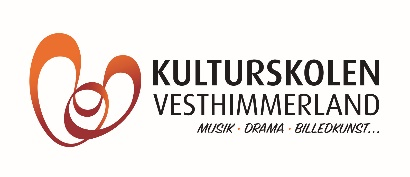 KULTURSKOLEN
VESTHIMMERLAND
MUSIK · DRAMA · BILLEDKUNST...